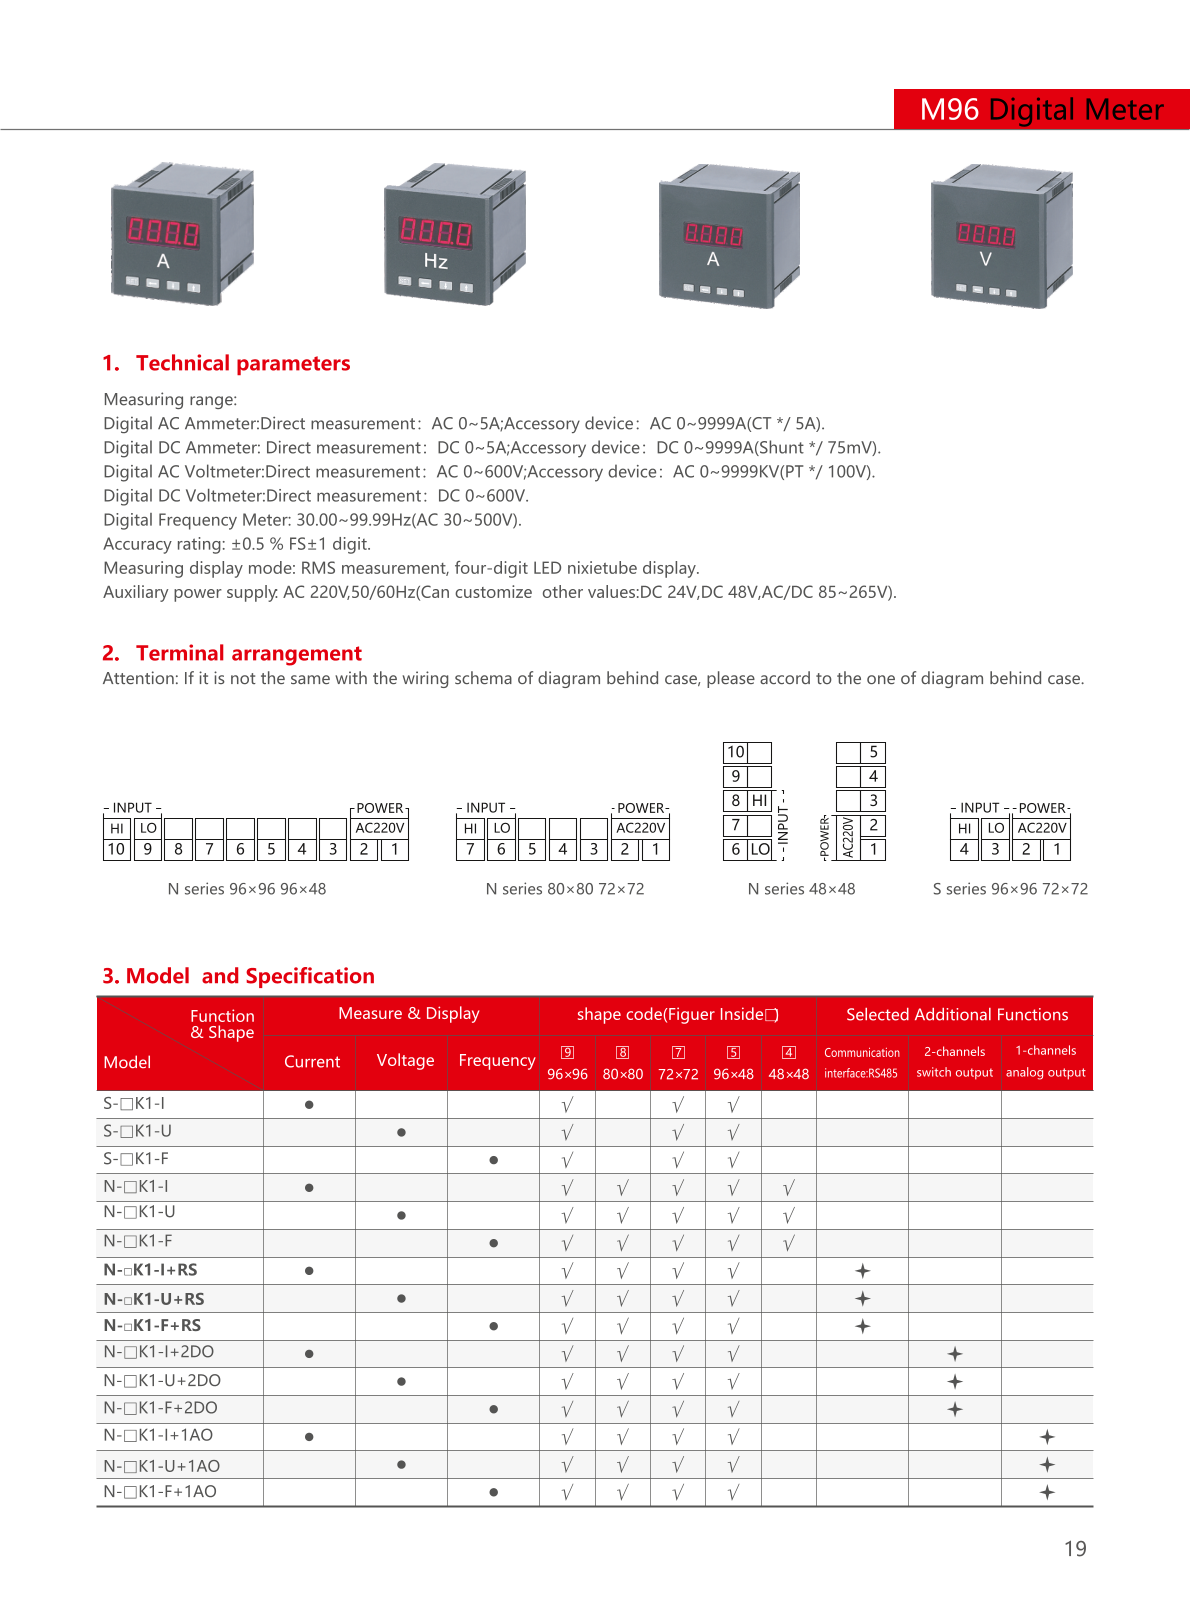 M96 Digital Meter
A
Hz
A
V
1. Technical parameters
Measuring range:
Digital AC Ammeter:Direct measurement：AC 0~5A;Accessory device：AC 0~9999A(CT */ 5A).
Digital DC Ammeter: Direct measurement：DC 0~5A;Accessory device：DC 0~9999A(Shunt */ 75mV).
Digital AC Voltmeter:Direct measurement：AC 0~600V;Accessory device：AC 0~9999KV(PT */ 100V).
Digital DC Voltmeter:Direct measurement：DC 0~600V.
Digital Frequency Meter: 30.00~99.99Hz(AC 30~500V).
Accuracy rating: ±0.5 % FS±1 digit.
Measuring display mode: RMS measurement, four-digit LED nixietube display.
Auxiliary power supply: AC 220V,50/60Hz(Can customize  other values:DC 24V,DC 48V,AC/DC 85~265V).
2. Terminal arrangement
Attention: If it is not the same with the wiring schema of diagram behind case, please accord to the one of diagram behind case.
INPUT POWER
HI LO AC220V
10 9 8 7 6 5 4 3 2 1
N series 96×96 96×48
INPUT POWER
HI LO AC220V
7 6 5 4 3 2 1
N series 80×80 72×72
10
9
8 HI
7
6 LO
INPUT
5
4
3
2
1
POWER
AC220V
N series 48×48
INPUT POWER
HI LO AC220V
4 3 2 1
S series 96×96 72×72
3. Model  and Specification
Function & Shape
Model
Measure & Display
shape code(Figuer Inside□)
Selected Additional Functions
Current Voltage Frequency
9 8 7 5 4
96×96 80×80 72×72 96×48 48×48
Communication interface:RS485
2-channels switch output
1-channels analog output
S-□K1-I ● √ √ √
S-□K1-U ● √ √ √
S-□K1-F ● √ √ √
N-□K1-I ● √ √ √ √ √
N-□K1-U ● √ √ √ √ √
N-□K1-F ● √ √ √ √ √
N-□K1-I+RS ● √ √ √ √ ✦
N-□K1-U+RS ● √ √ √ √ ✦
N-□K1-F+RS ● √ √ √ √ ✦
N-□K1-I+2DO ● √ √ √ √ ✦
N-□K1-U+2DO ● √ √ √ √ ✦
N-□K1-F+2DO ● √ √ √ √ ✦
N-□K1-I+1AO ● √ √ √ √ ✦
N-□K1-U+1AO ● √ √ √ √ ✦
N-□K1-F+1AO ● √ √ √ √ ✦
19